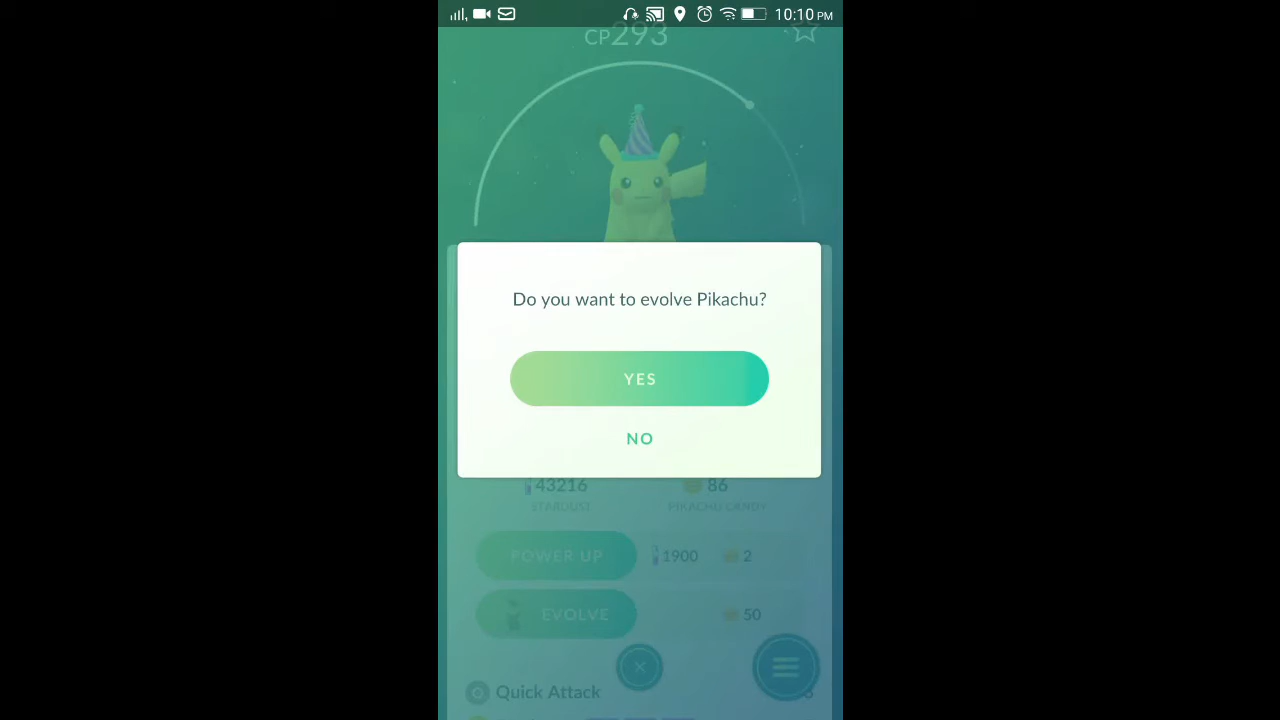 10:10 PM
CP293
Do you want to evolve Pikachu?
YES
NO
43216 86
STARDUST PIKACHU CANDY
POWER UP 1900 2
EVOLVE 50
Quick Attack